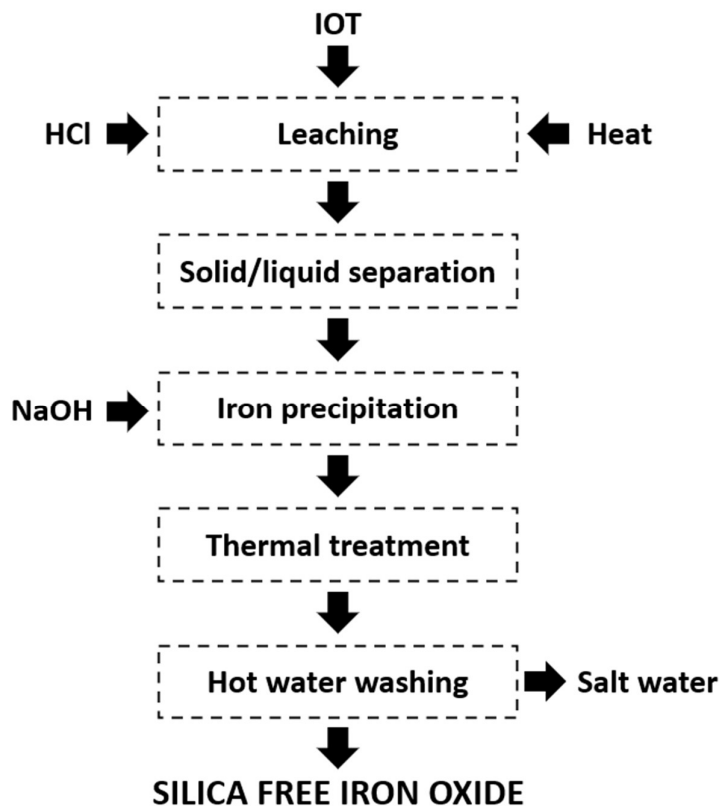 IOT
HCl
Leaching
Heat
Solid/liquid separation
NaOH
Iron precipitation
Thermal treatment
Hot water washing
Salt water
SILICA FREE IRON OXIDE